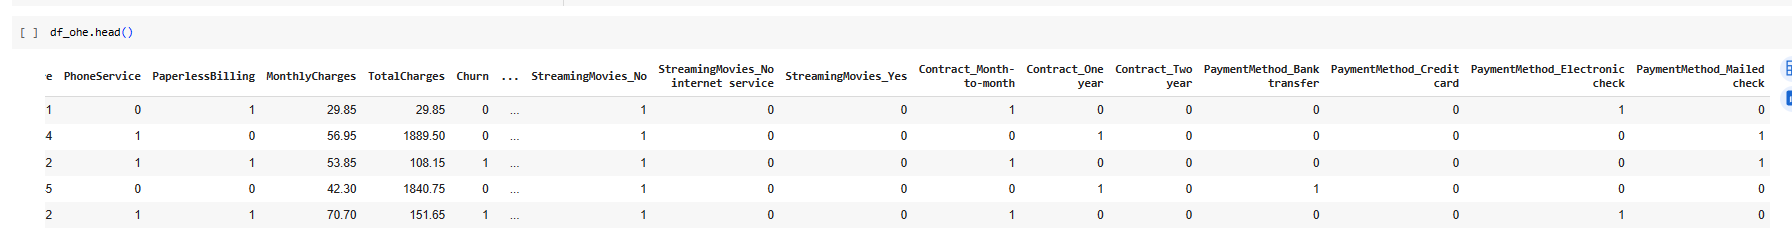 [ ] df_ohe.head()
e PhoneService PaperlessBilling MonthlyCharges TotalCharges Churn ... StreamingMovies_No StreamingMovies_No internet service StreamingMovies_Yes Contract_Month-to-month Contract_One year Contract_Two year PaymentMethod_Bank transfer PaymentMethod_Credit card PaymentMethod_Electronic check PaymentMethod_Mailed check
1 0 1 29.85 29.85 0 ... 1 0 0 1 0 0 0 0 1 0
4 1 0 56.95 1889.50 0 ... 1 0 0 0 1 0 0 0 0 1
2 1 1 53.85 108.15 1 ... 1 0 0 1 0 0 0 0 0 1
5 0 0 42.30 1840.75 0 ... 1 0 0 0 1 0 1 0 0 0
2 1 1 70.70 151.65 1 ... 1 0 0 1 0 0 0 0 1 0